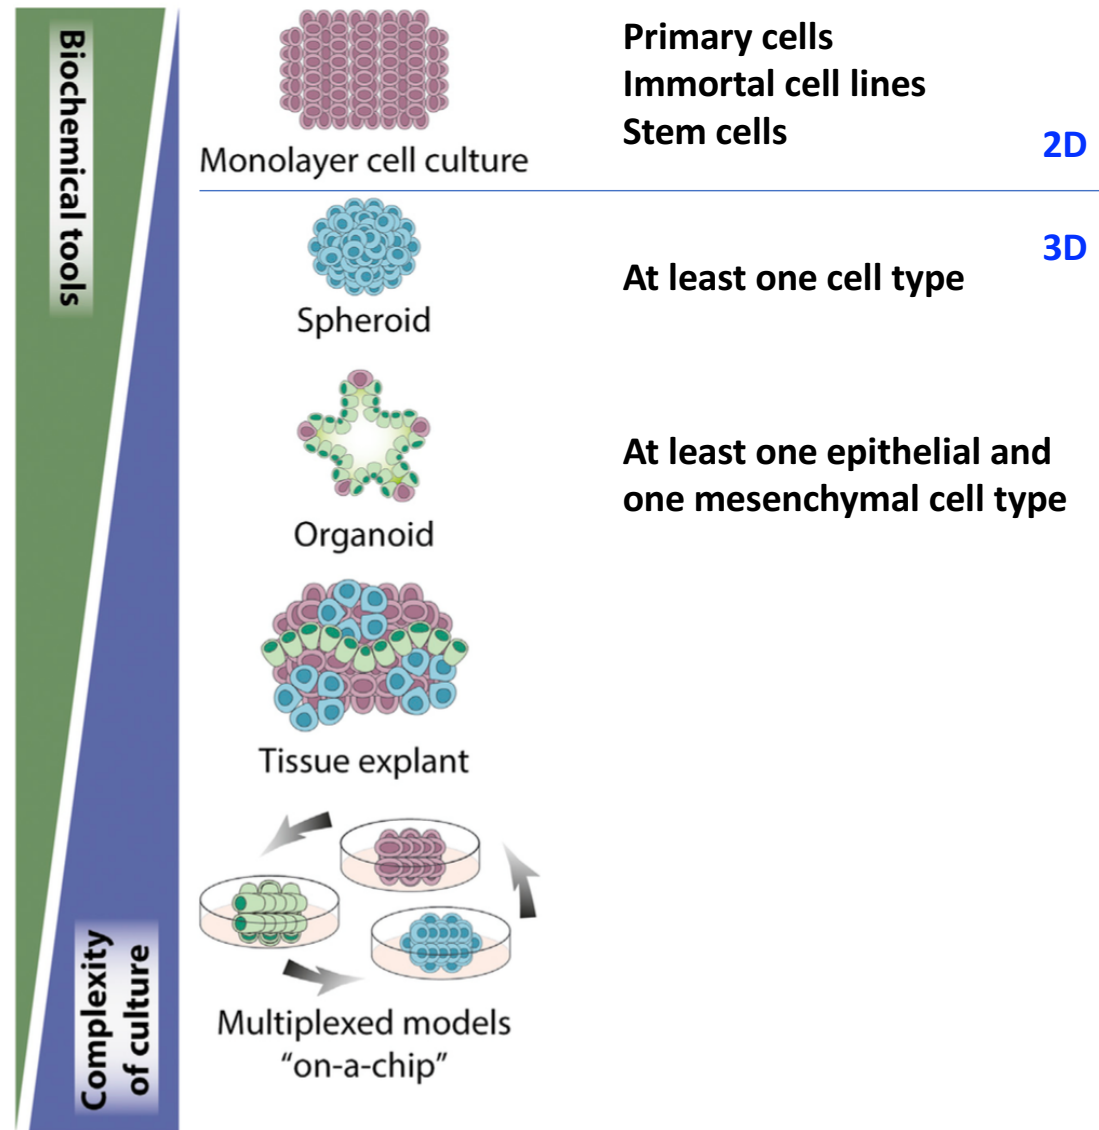 Biochemical tools
Primary cells
Immortal cell lines
Stem cells
Monolayer cell culture
2D
3D
At least one cell type
Spheroid
At least one epithelial and
one mesenchymal cell type
Organoid
Tissue explant
Complexity
of culture
Multiplexed models
“on-a-chip”